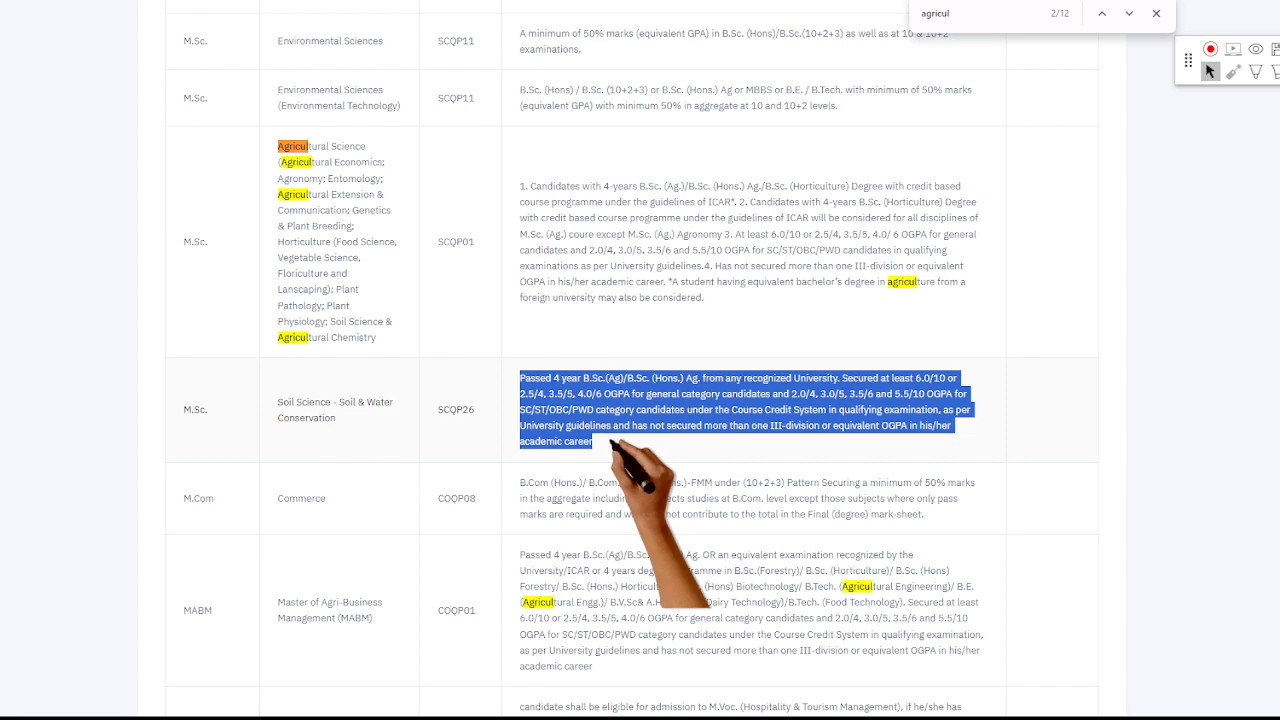 agricul
2/12
M.Sc.
Environmental Sciences
SCQP11
A minimum of 50% marks (equivalent GPA) in B.Sc. (Hons)/B.Sc.(10+2+3) as well as at 10 & 10+2
examinations.
M.Sc.
Environmental Sciences
(Environmental Technology)
SCQP11
B.Sc. (Hons) / B.Sc. (10+2+3) or B.Sc. (Hons.) Ag or MBBS or B.E. / B.Tech. with minimum of 50% marks
(equivalent GPA) with minimum 50% in aggregate at 10 and 10+2 levels.
M.Sc.
Agricultural Science
(Agricultural Economics;
Agronomy; Entomology;
Agricultural Extension &
Communication; Genetics
& Plant Breeding;
Horticulture (Food Science,
Vegetable Science,
Floriculture and
Lanscaping); Plant
Pathology; Plant
Physiology; Soil Science &
Agricultural Chemistry
SCQP01
1. Candidates with 4-years B.Sc. (Ag.)/B.Sc. (Hons.) Ag./B.Sc. (Horticulture) Degree with credit based
course programme under the guidelines of ICAR*. 2. Candidates with 4-years B.Sc. (Horticulture) Degree
with credit based course programme under the guidelines of ICAR will be considered for all disciplines of
M.Sc. (Ag.) coure except M.Sc. (Ag.) Agronomy 3. At least 6.0/10 or 2.5/4, 3.5/5, 4.0/ 6 OGPA for general
candidates and 2.0/4, 3.0/5, 3.5/6 and 5.5/10 OGPA for SC/ST/OBC/PWD candidates in qualifying
examinations as per University guidelines.4. Has not secured more than one III-division or equivalent
OGPA in his/her academic career. *A student having equivalent bachelor's degree in agriculture from a
foreign university may also be considered.
M.Sc.
Soil Science - Soil & Water
Conservation
SCQP26
Passed 4 year B.Sc.(Ag)/B.Sc. (Hons.) Ag. from any recognized University. Secured at least 6.0/10 or
2.5/4, 3.5/5, 4.0/6 OGPA for general category candidates and 2.0/4, 3.0/5, 3.5/6 and 5.5/10 OGPA for
SC/ST/OBC/PWD category candidates under the Course Credit System in qualifying examination, as per
University guidelines and has not secured more than one III-division or equivalent OGPA in his/her
academic career
M.Com
Commerce
COQP08
B.Com (Hons.)/ B.Com. ns.)-FMM under (10+2+3) Pattern Securing a minimum of 50% marks
in the aggregate includin ects studies at B.Com. level except those subjects where only pass
marks are required and w not contribute to the total in the Final (degree) mark-sheet.
MABM
Master of Agri-Business
Management (MABM)
COQP01
Passed 4 year B.Sc.(Ag)/B.Sc. Ag. OR an equivalent examination recognized by the
University/ICAR or 4 years deg gramme in B.Sc.(Forestry)/ B.Sc. (Horticulture)/ B.Sc. (Hons)
Forestry/ B.Sc. (Hons.) Horticult (Hons) Biotechnology/ B.Tech. (Agricultural Engineering)/ B.E.
(Agricultural Engg.)/ B.V.Sc& A.H Dairy Technology)/B.Tech. (Food Technology). Secured at least
6.0/10 or 2.5/4, 3.5/5, 4.0/6 OGPA for general category candidates and 2.0/4, 3.0/5, 3.5/6 and 5.5/10
OGPA for SC/ST/OBC/PWD category candidates under the Course Credit System in qualifying examination,
as per University guidelines and has not secured more than one III-division or equivalent OGPA in his/her
academic career
candidate shall be eligible for admission to M.Voc. (Hospitality & Tourism Management), if he/she has